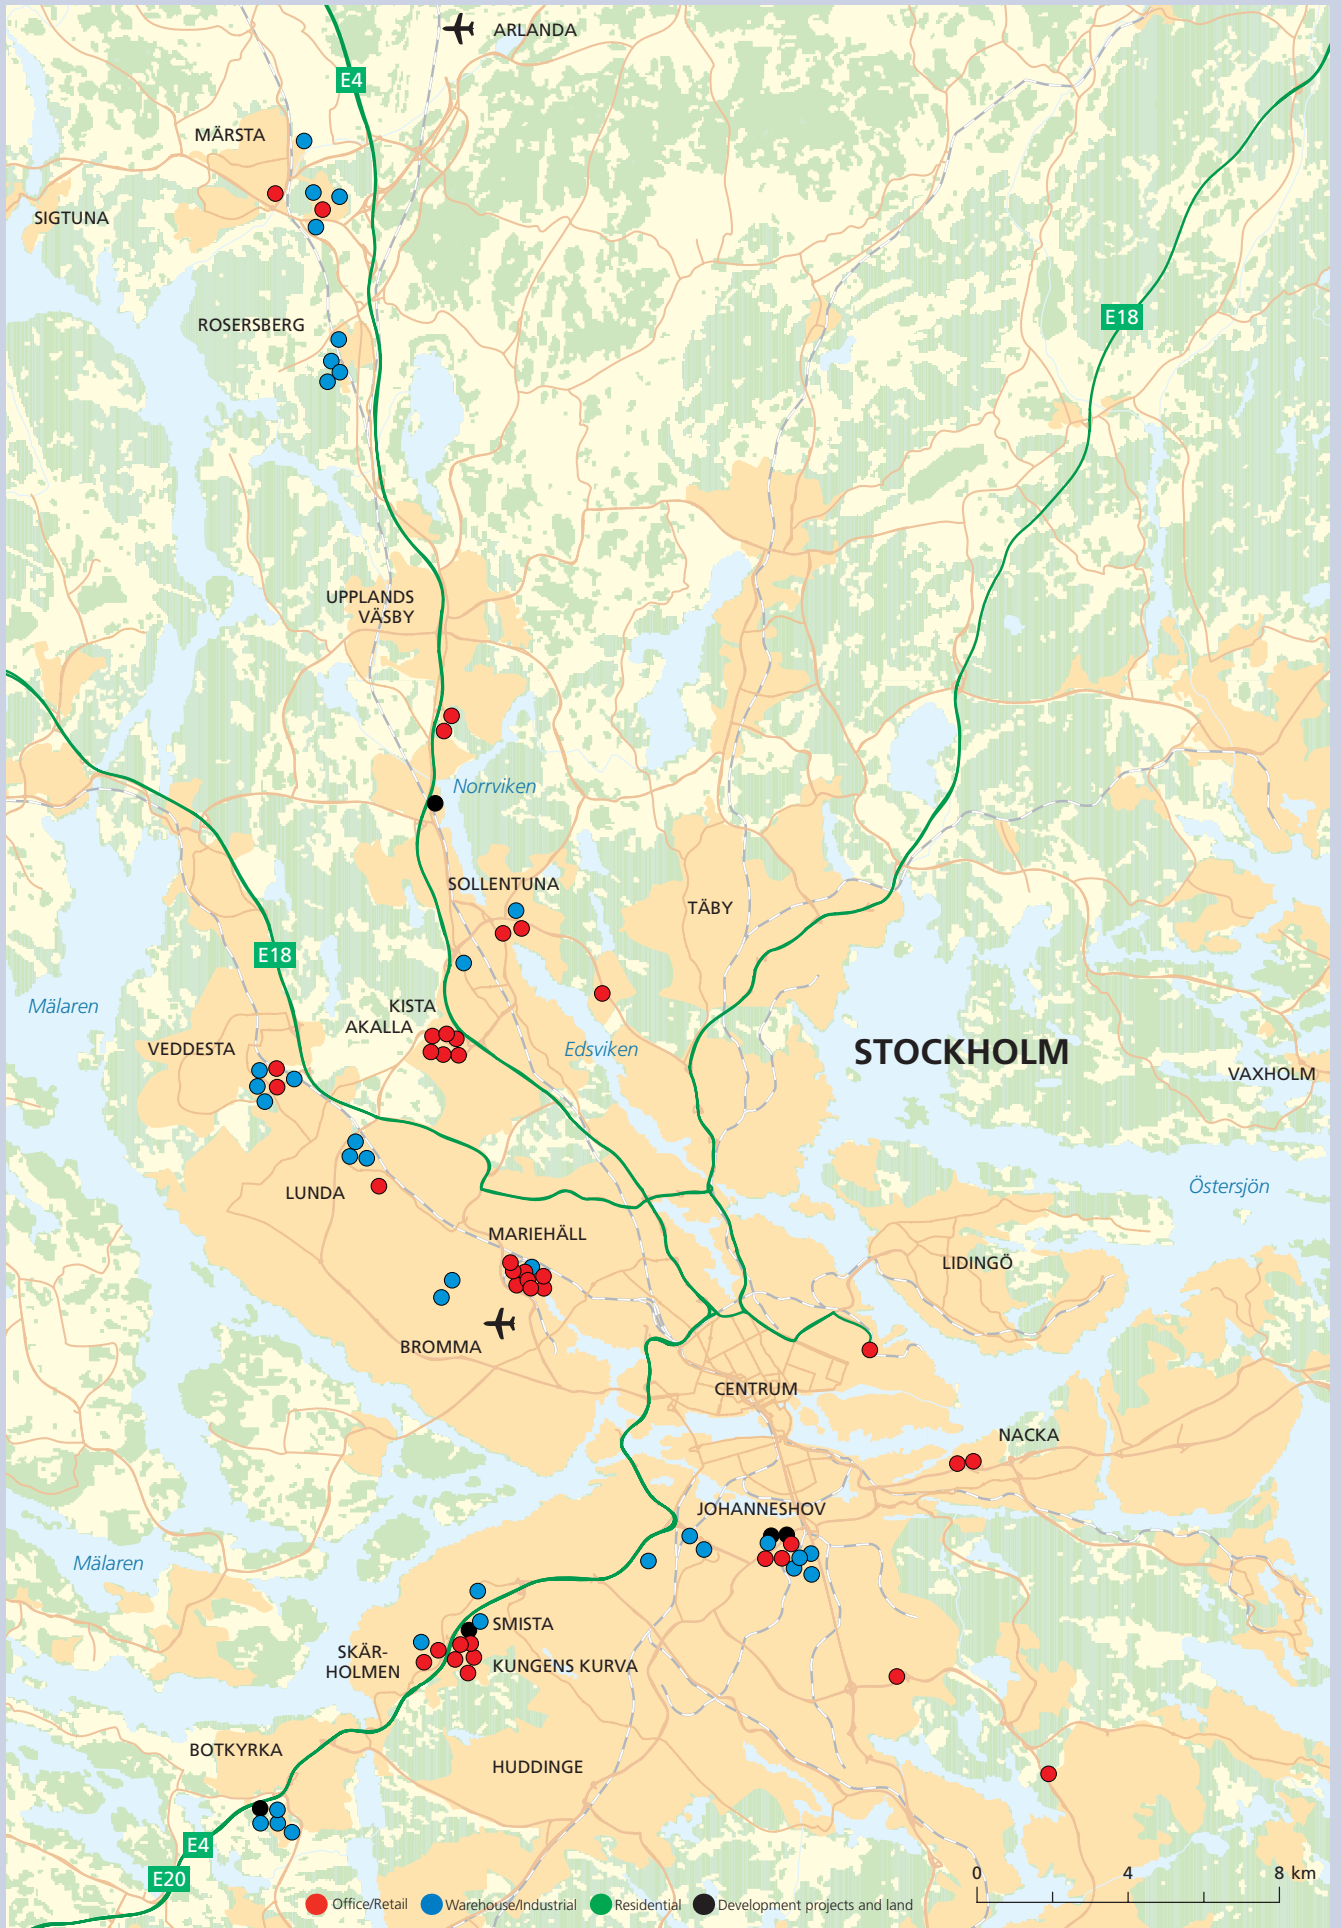 ARLANDA
E4
MÄRSTA
SIGTUNA
E18
ROSERSBERG
UPPLANDS
VÄSBY
Norrviken
SOLLENTUNA
TÄBY
E18
Mälaren
KISTA
AKALLA
VEDDESTA
Edsviken
STOCKHOLM
VAXHOLM
LUNDA
Östersjön
MARIEHÄLL
LIDINGÖ
BROMMA
CENTRUM
NACKA
JOHANNESHOV
Mälaren
SMISTA
SKÄR-
HOLMEN
KUNGENS KURVA
BOTKYRKA
HUDDINGE
E4
E20
0 4 8 km
Office/Retail Warehouse/Industrial Residential Development projects and land